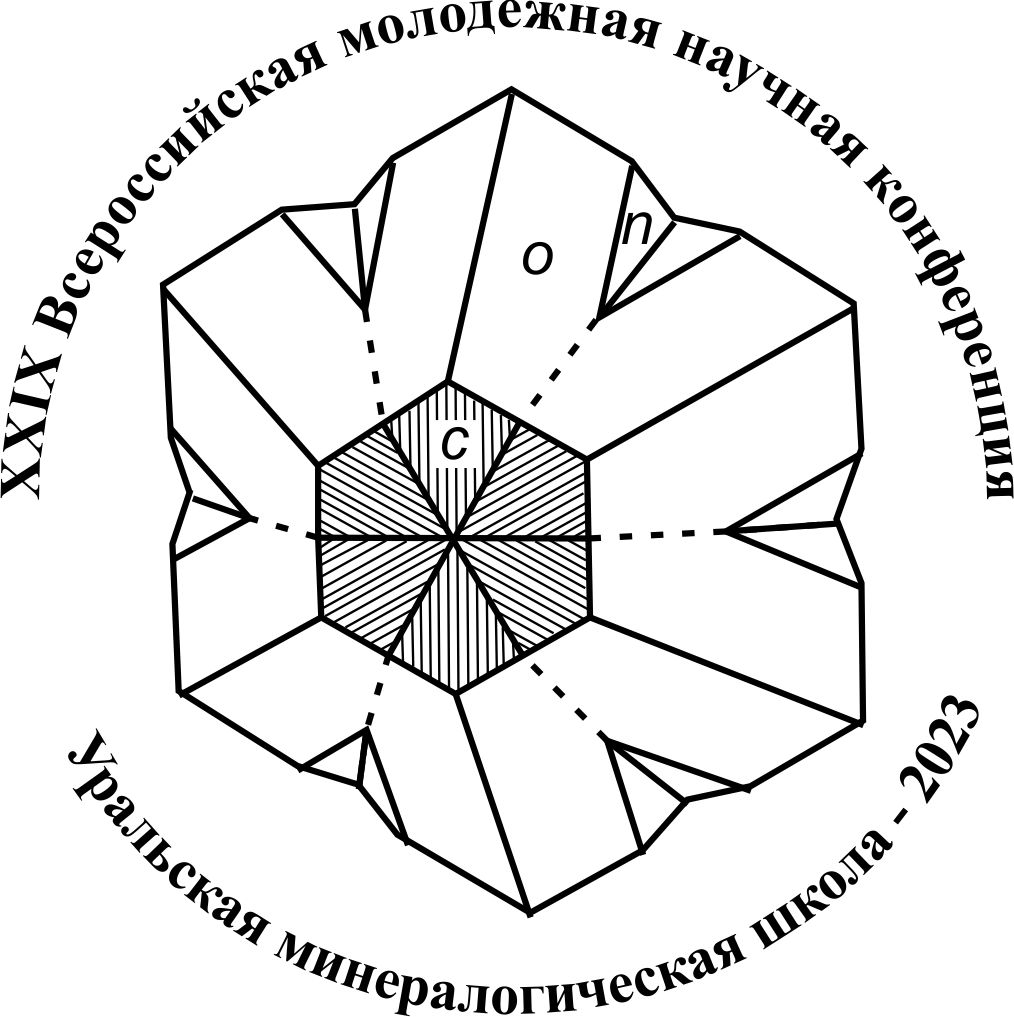 XXIX Всероссийская молодежная научная конференция
o
n
c
Уральская минералогическая школа - 2023